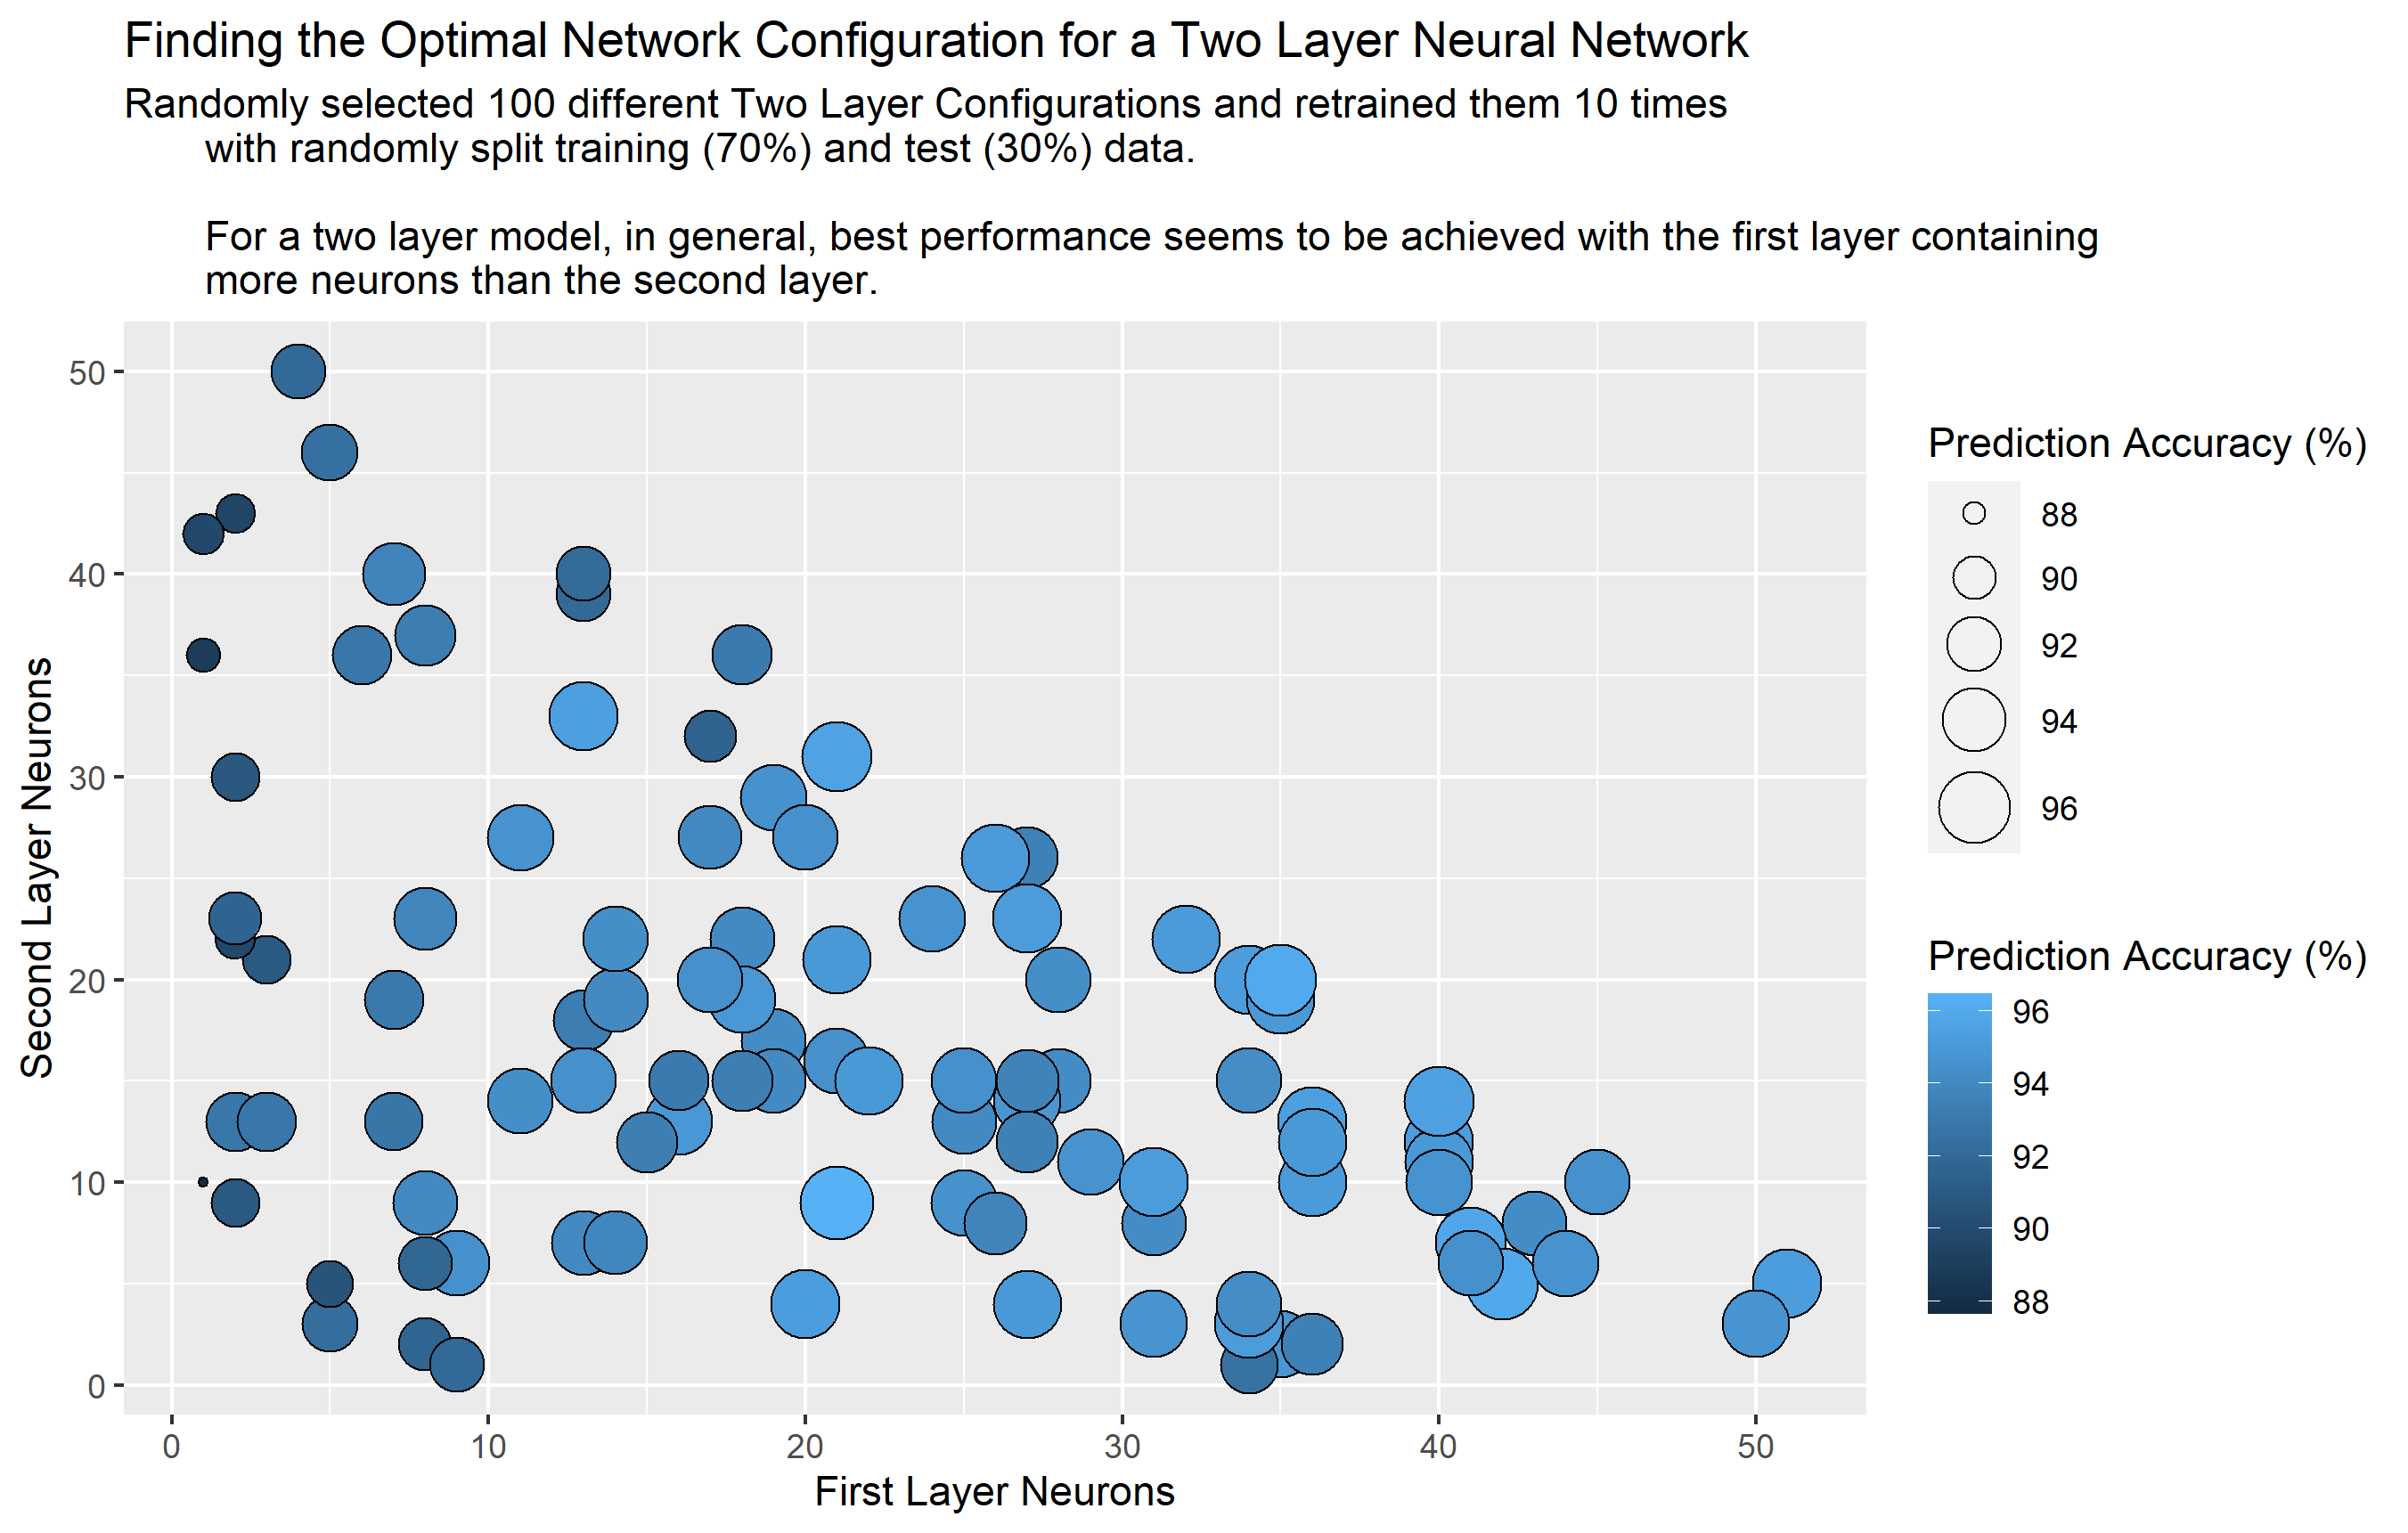 Finding the Optimal Network Configuration for a Two Layer Neural Network
Randomly selected 100 different Two Layer Configurations and retrained them 10 times
with randomly split training (70%) and test (30%) data.
For a two layer model, in general, best performance seems to be achieved with the first layer containing
more neurons than the second layer.
Second Layer Neurons
50
40
30
20
10
0
0
10
20
30
40
50
First Layer Neurons
Prediction Accuracy (%)
88
90
92
94
96
Prediction Accuracy (%)
96
94
92
90
88